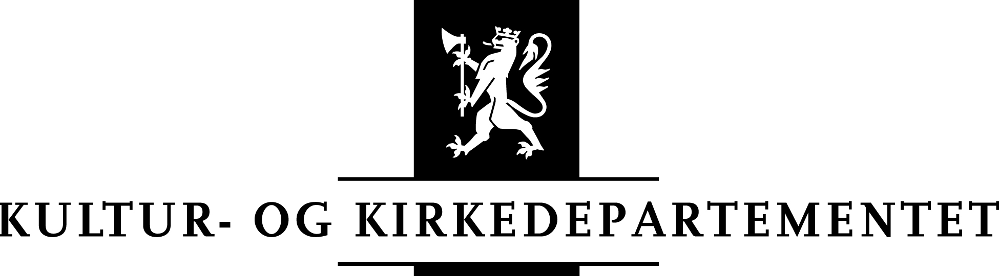 KULTUR- OG KIRKEDEPARTEMENTET